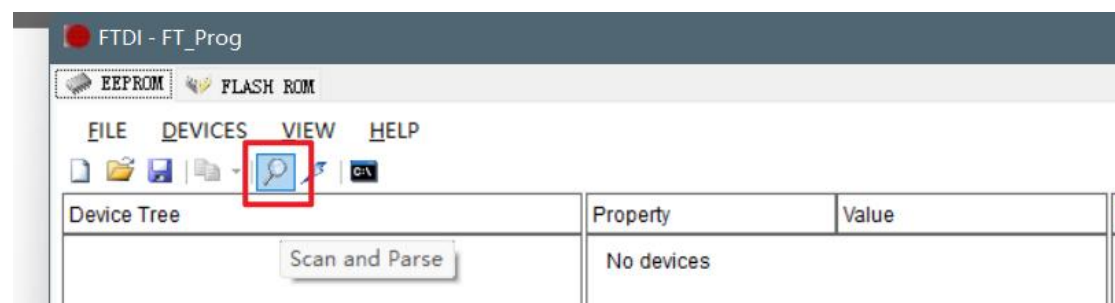 FTDI - FT_Prog
EEPROM FLASH ROM
FILE DEVICES VIEW HELP
C:\
Device Tree Property Value
Scan and Parse No devices